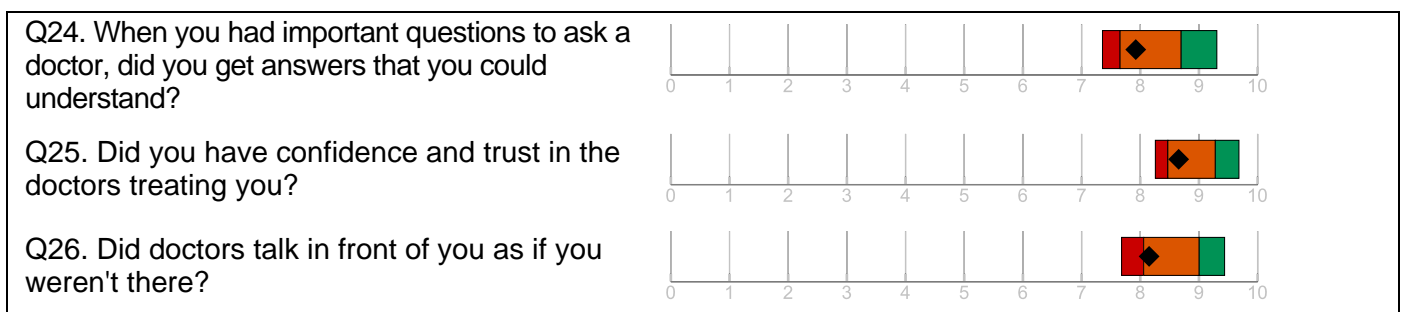 Q24. When you had important questions to ask a
doctor, did you get answers that you could
understand?
0 1 2 3 4 5 6 7 8 9 10
Q25. Did you have confidence and trust in the
doctors treating you?
0 1 2 3 4 5 6 7 8 9 10
Q26. Did doctors talk in front of you as if you
weren't there?
0 1 2 3 4 5 6 7 8 9 10